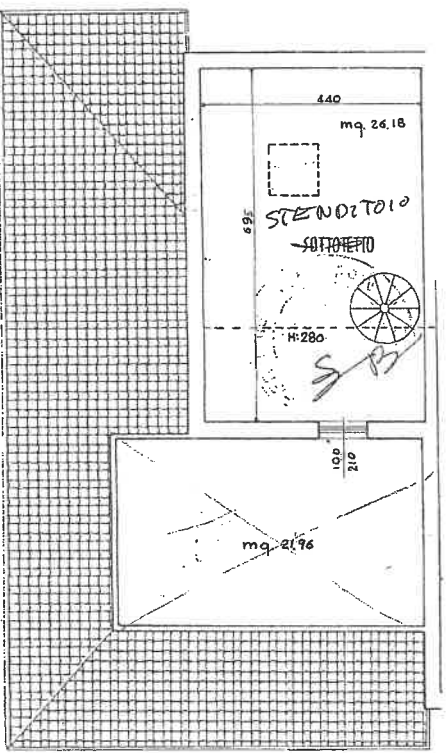 440
mq. 26.18
695
STENDITOIO
SOTTOTETTO
H:280
100
210
mq 21.96